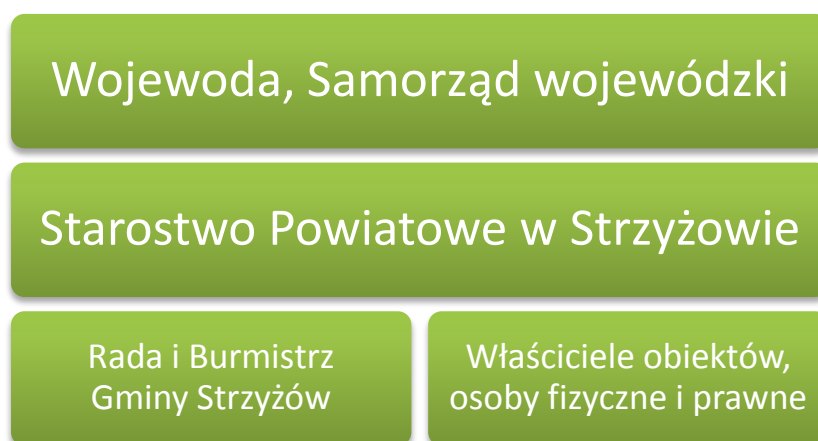 Wojewoda, Samorząd wojewódzki
Starostwo Powiatowe w Strzyżowie
Rada i Burmistrz
Gminy Strzyżów
Właściciele obiektów,
osoby fizyczne i prawne